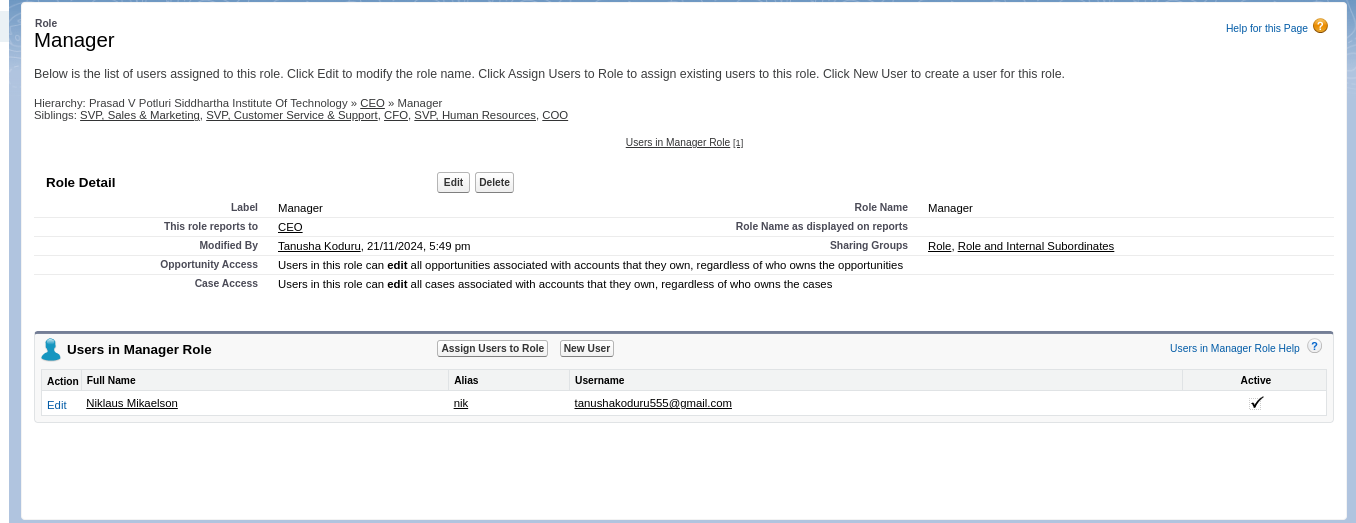 Role
Manager
Help for this Page ?
Below is the list of users assigned to this role. Click Edit to modify the role name. Click Assign Users to Role to assign existing users to this role. Click New User to create a user for this role.
Hierarchy: Prasad V Potluri Siddhartha Institute Of Technology » CEO » Manager
Siblings: SVP, Sales & Marketing, SVP, Customer Service & Support, CFO, SVP, Human Resources, COO
Users in Manager Role [1]
Role Detail Edit Delete
Label Manager Role Name Manager
This role reports to CEO Role Name as displayed on reports
Modified By Tanusha Koduru, 21/11/2024, 5:49 pm Sharing Groups Role, Role and Internal Subordinates
Opportunity Access Users in this role can edit all opportunities associated with accounts that they own, regardless of who owns the opportunities
Case Access Users in this role can edit all cases associated with accounts that they own, regardless of who owns the cases
Users in Manager Role Assign Users to Role New User Users in Manager Role Help ?
Action Full Name Alias Username Active
Edit Niklaus Mikaelson nik tanushakoduru555@gmail.com